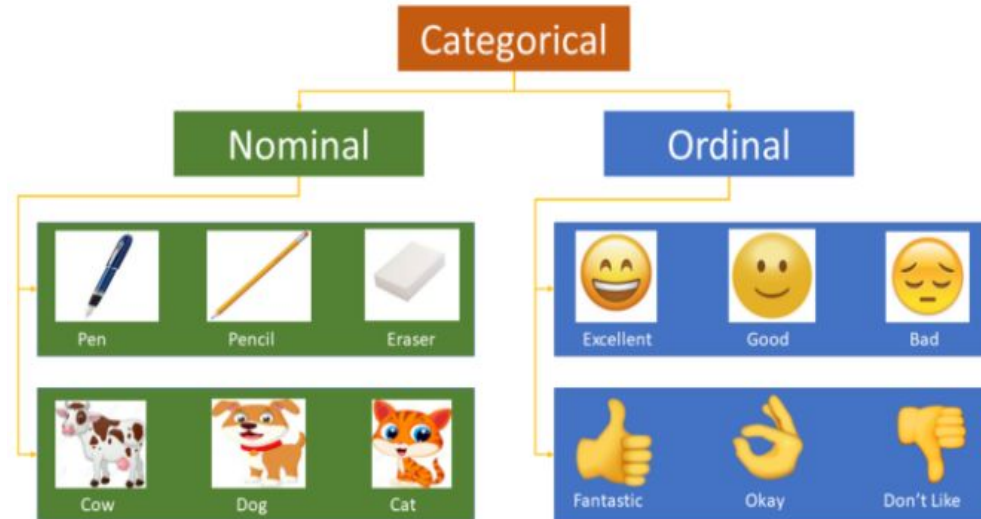 Categorical
Nominal
Ordinal
Pen
Pencil
Eraser
Excellent
Good
Bad
Cow
Dog
Cat
Fantastic
Okay
Don't Like